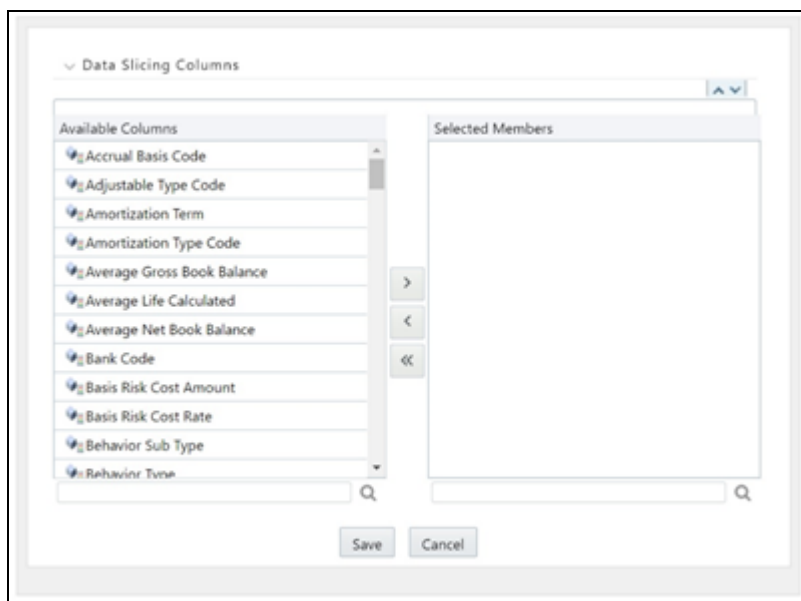 Data Slicing Columns
Available Columns
Selected Members
Accrual Basis Code
Adjustable Type Code
Amortization Term
Amortization Type Code
Average Gross Book Balance
Average Life Calculated
Average Net Book Balance
Bank Code
Basis Risk Cost Amount
Basis Risk Cost Rate
Behavior Sub Type
Behavior Type
Save
Cancel